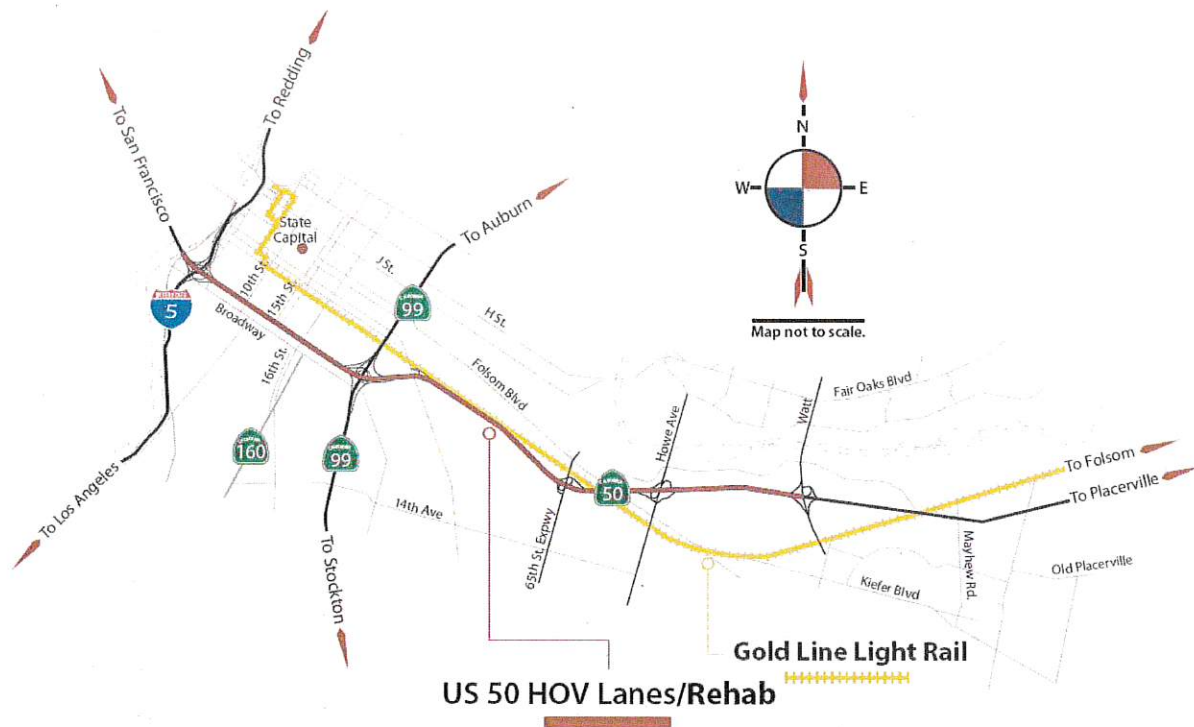 To San Francisco
To Redding
N
W
E
S
Map not to scale.
State
Capital
To Auburn
10th St.
15th St.
J St.
H St.
99
5
Broadway
16th St.
Folsom Blvd
Fair Oaks Blvd
Watt
Howe Ave
160
99
50
To Folsom
To Placerville
To Los Angeles
14th Ave
65th St. Expwy
To Stockton
Mayhew Rd.
Old Placerville
Kiefer Blvd
Gold Line Light Rail
US 50 HOV Lanes/Rehab